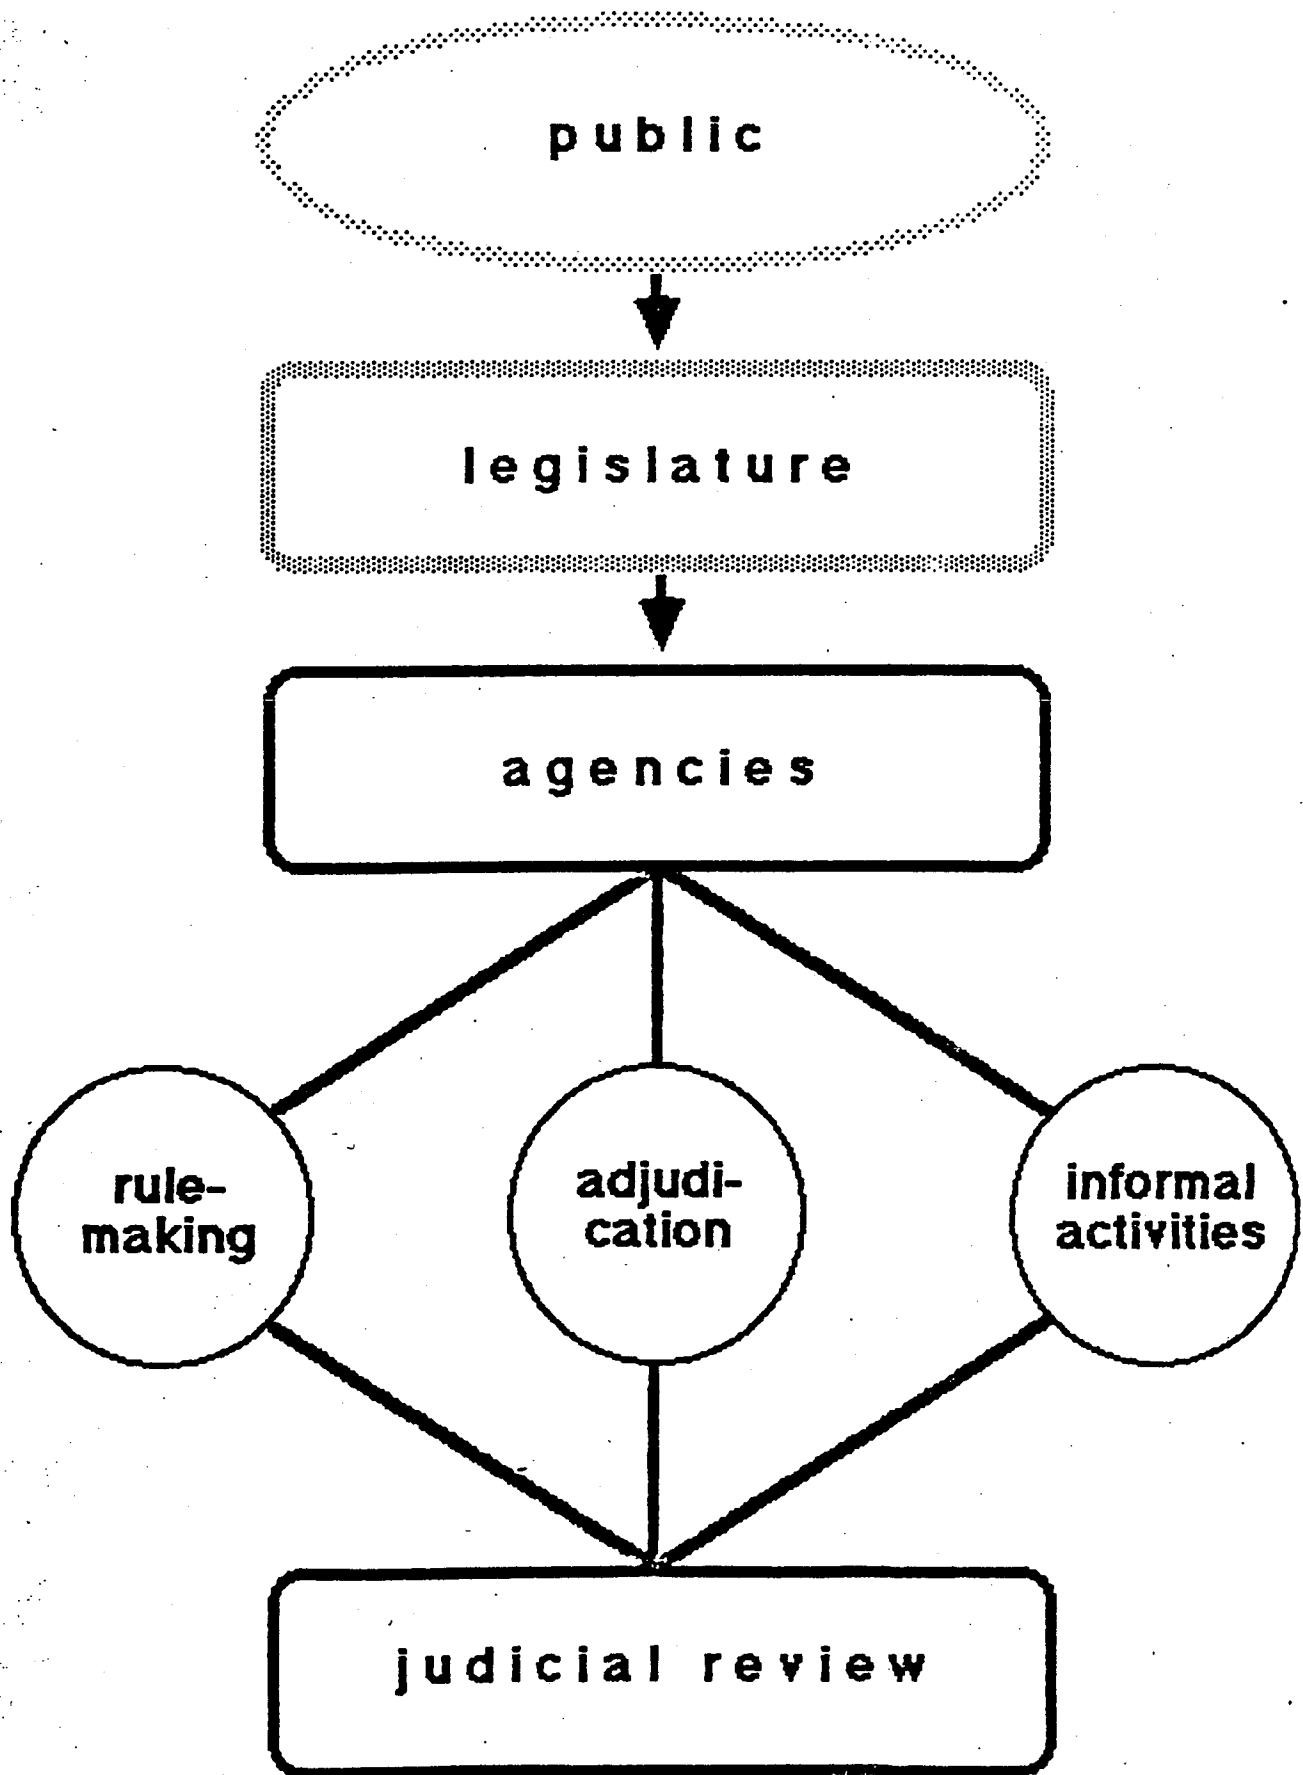 public
legislature
agencies
rule-
making
adjudi-
cation
informal
activities
judicial review